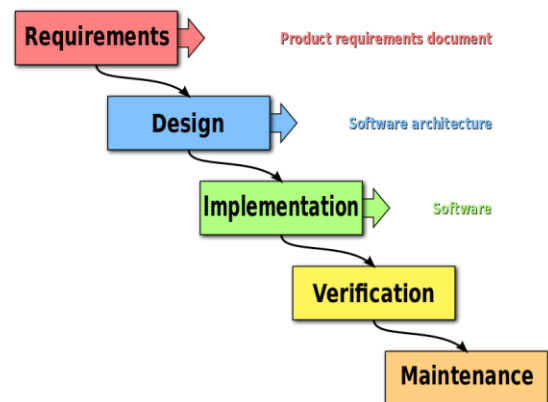 Requirements
Product requirements document
Design
Software architecture
Implementation
Software
Verification
Maintenance